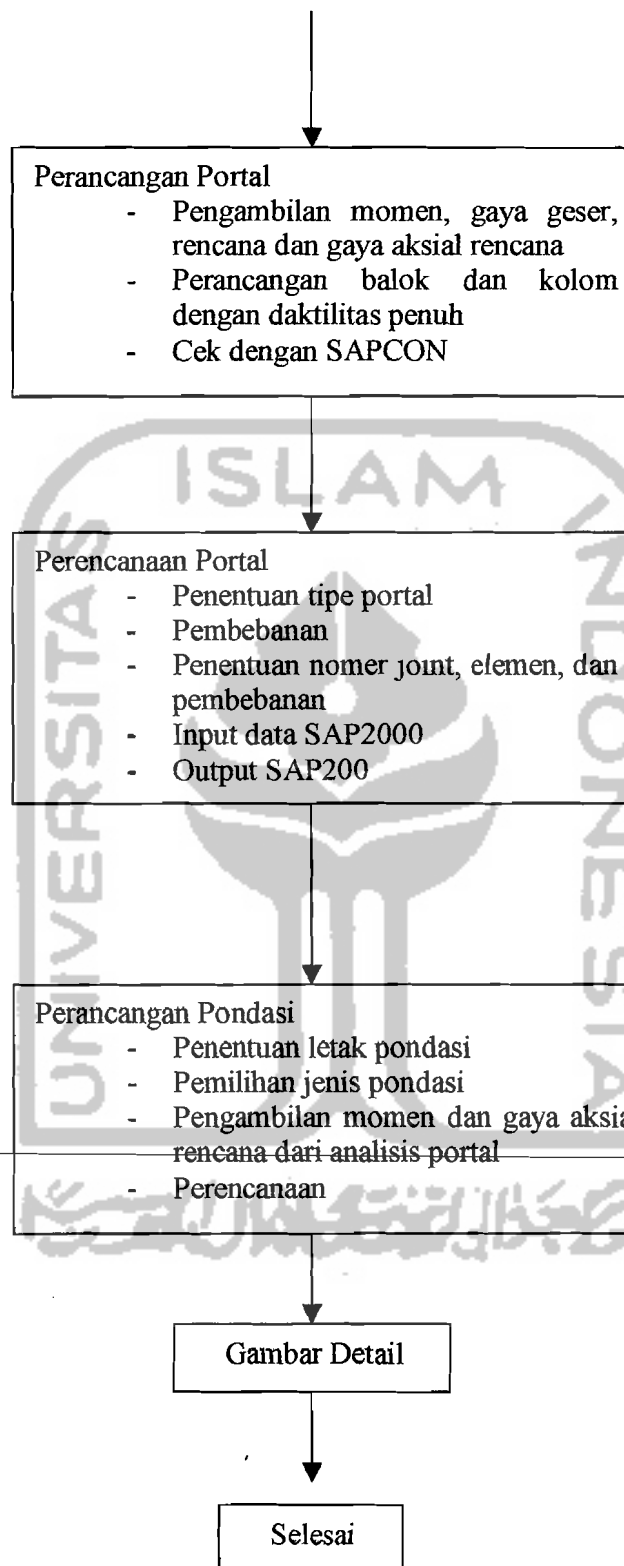 Perancangan Portal
- Pengambilan momen, gaya geser,
rencana dan gaya aksial rencana
- Perancangan balok dan kolom
dengan daktilitas penuh
- Cek dengan SAPCON
ISLAM
UNIVERSITAS
INDONESIA
Perencanaan Portal
- Penentuan tipe portal
- Pembebanan
- Penentuan nomer joint, elemen, dan
pembebanan
- Input data SAP2000
- Output SAP200
Perancangan Pondasi
- Penentuan letak pondasi
- Pemilihan jenis pondasi
- Pengambilan momen dan gaya aksia
rencana dari analisis portal
- Perencanaan
Gambar Detail
Selesai